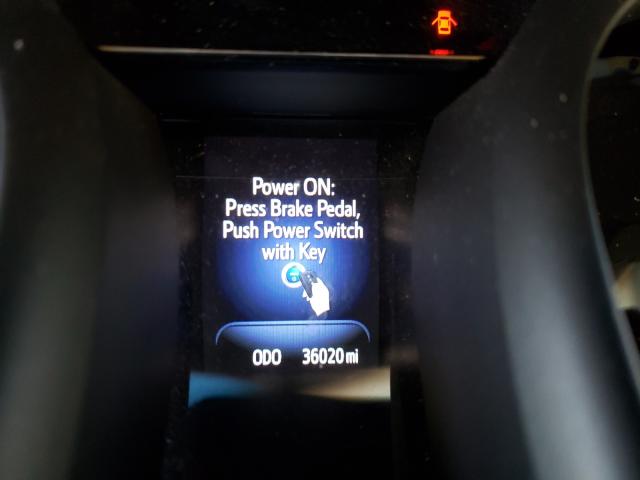 Power ON:
Press Brake Pedal,
Push Power Switch
with Key
ODO 36020 mi